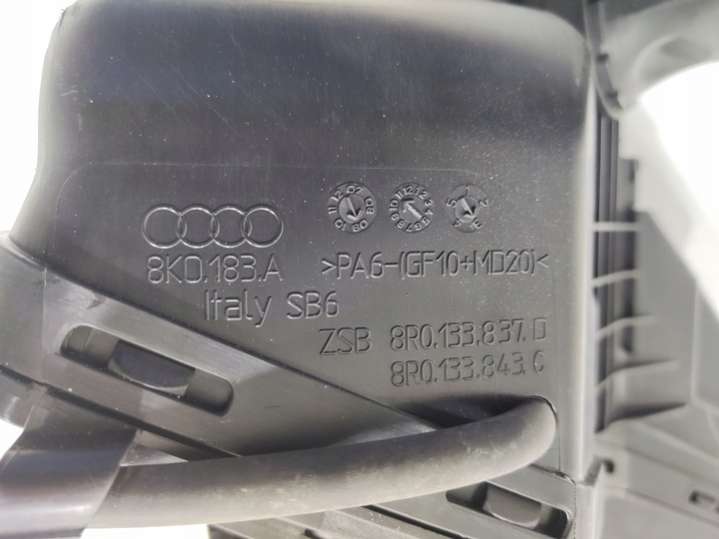 8K0.183.A >PA6-(GF10+MD20)<
Italy SB6
ZSB 8R0.133.837.D
8R0.133.843.C